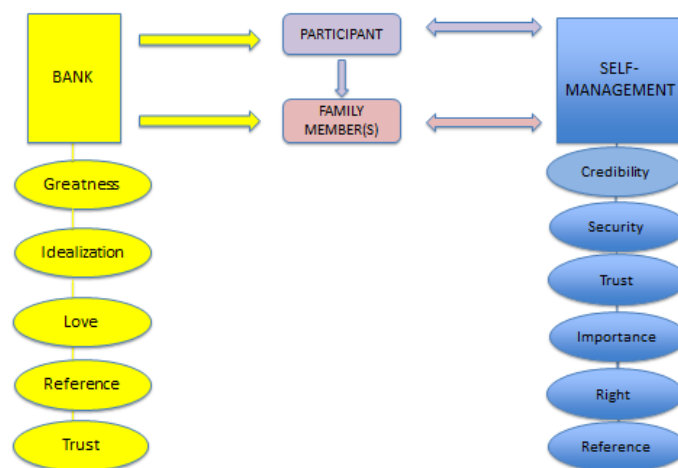 BANK
PARTICIPANT
FAMILY
MEMBER(S)
SELF-
MANAGEMENT
Greatness
Idealization
Love
Reference
Trust
Credibility
Security
Trust
Importance
Right
Reference